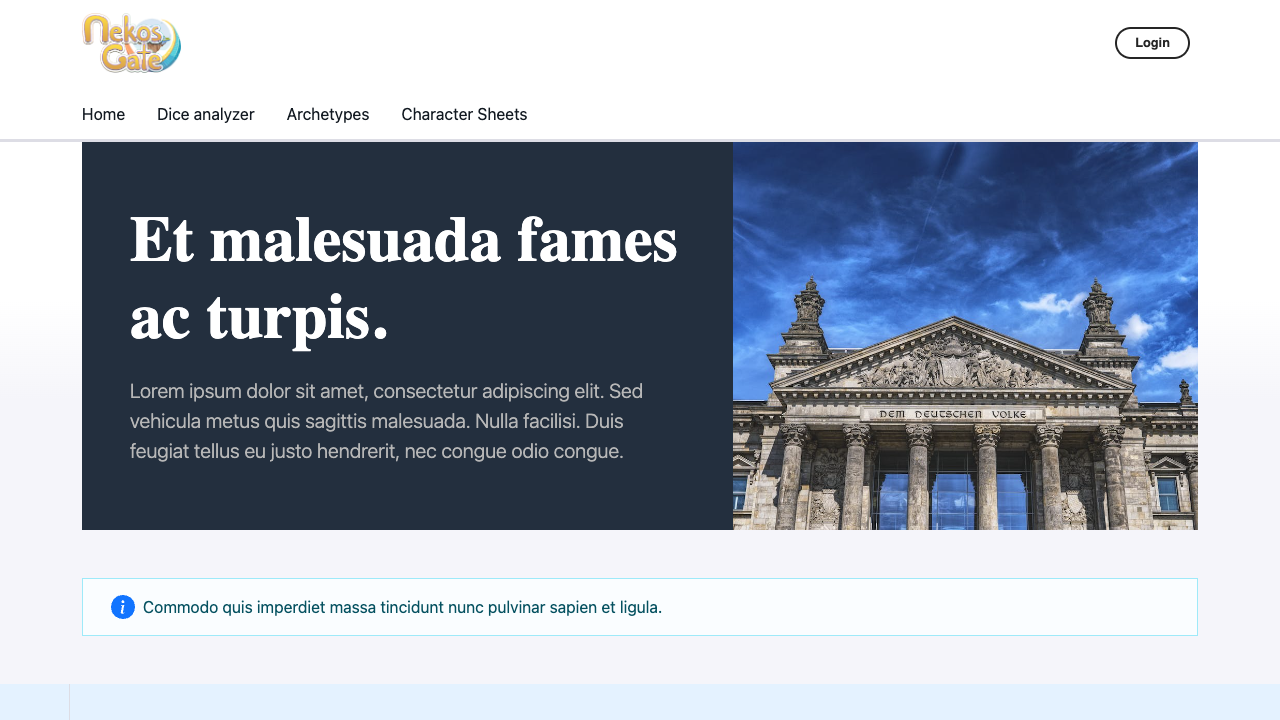 Nekos
Gate
Login
Home
Dice analyzer
Archetypes
Character Sheets
Et malesuada fames
ac turpis.
Lorem ipsum dolor sit amet, consectetur adipiscing elit. Sed
vehicula metus quis sagittis malesuada. Nulla facilisi. Duis
feugiat tellus eu justo hendrerit, nec congue odio congue.
DEM DEUTSCHEN VOLKE
i
Commodo quis imperdiet massa tincidunt nunc pulvinar sapien et ligula.